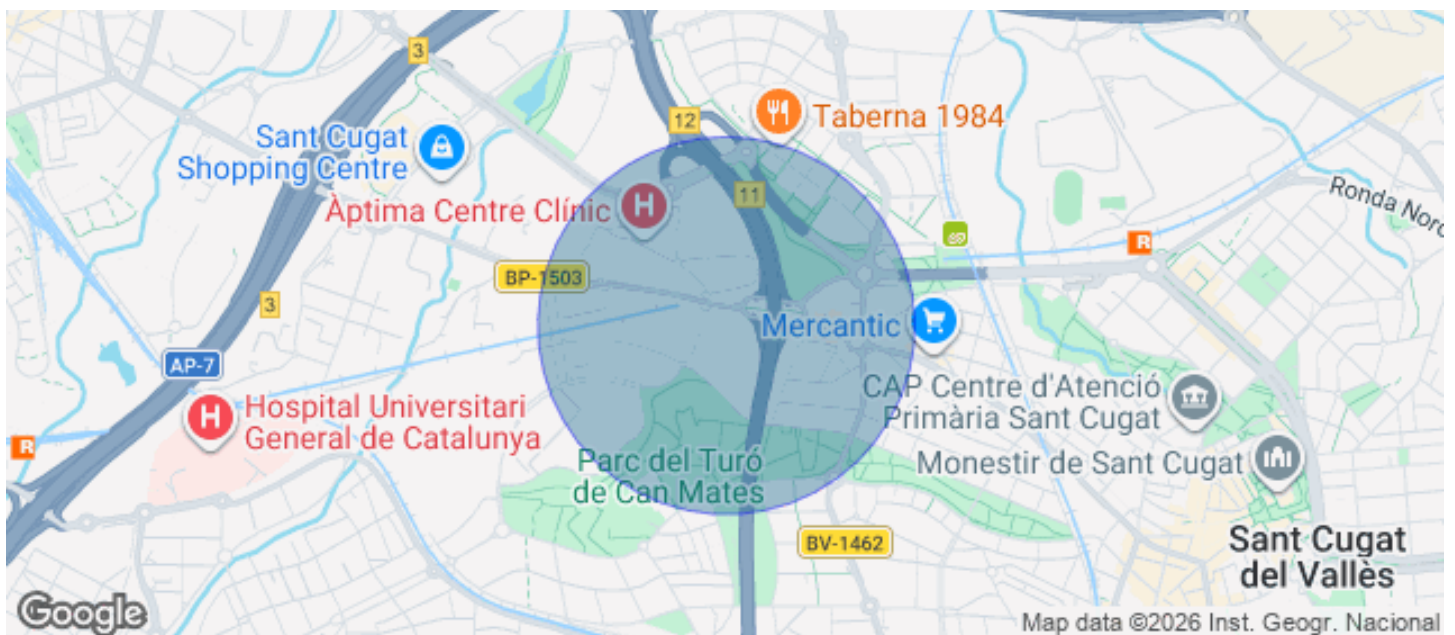 3
12
Taberna 1984
Sant Cugat
Shopping Centre
Àptima Centre Clínic
H
11
Ronda Nord
R
BP-1503
3
Mercantic
AP-7
CAP Centre d'Atenció
Primària Sant Cugat
H
Hospital Universitari
General de Catalunya
R
Monestir de Sant Cugat
Parc del Turó
de Can Mates
BV-1462
Sant Cugat
del Vallès
Google
Map data ©2026 Inst. Geogr. Nacional